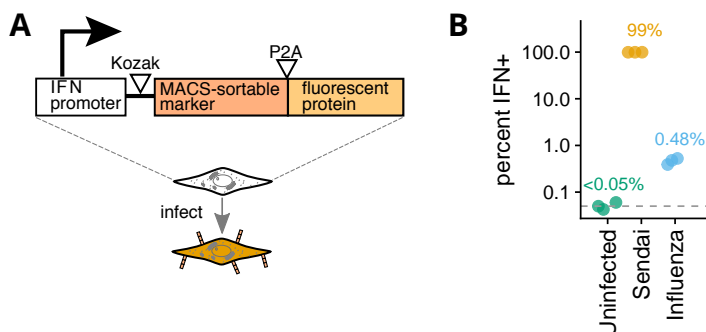 A
Kozak
P2A
IFN
promoter
MACS-sortable
marker
fluorescent
protein
infect
B
percent IFN+
100.0
10.0
1.0
0.1
99%
0.48%
<0.05%
Uninfected
Sendai
Influenza